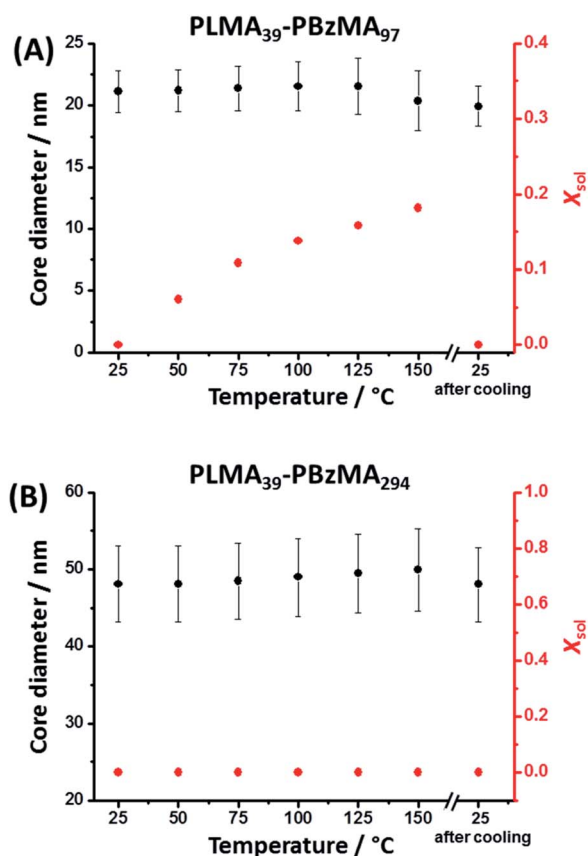 (A)
PLMA₃₉-PBzMA₉₇
Core diameter / nm
25
20
15
10
5
0
0.4
0.3
0.2
0.1
0.0
Xsol
25 50 75 100 125 150 25
after cooling
Temperature / °C
(B)
PLMA₃₉-PBzMA₂₉₄
Core diameter / nm
60
50
40
30
20
1.0
0.8
0.6
0.4
0.2
0.0
Xsol
25 50 75 100 125 150 25
after cooling
Temperature / °C